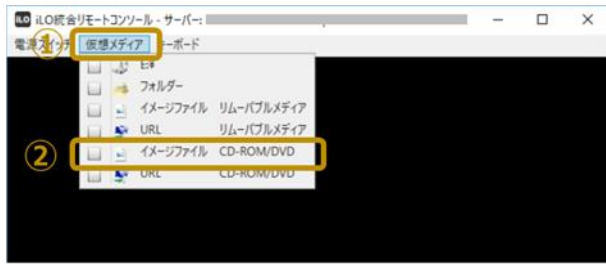 iLO iLO統合リモートコンソール - サーバー:
電源スイッチ 仮想メディア キーボード
①
E:
フォルダー
イメージファイル リムーバブルメディア
URL リムーバブルメディア
② イメージファイル CD-ROM/DVD
URL CD-ROM/DVD